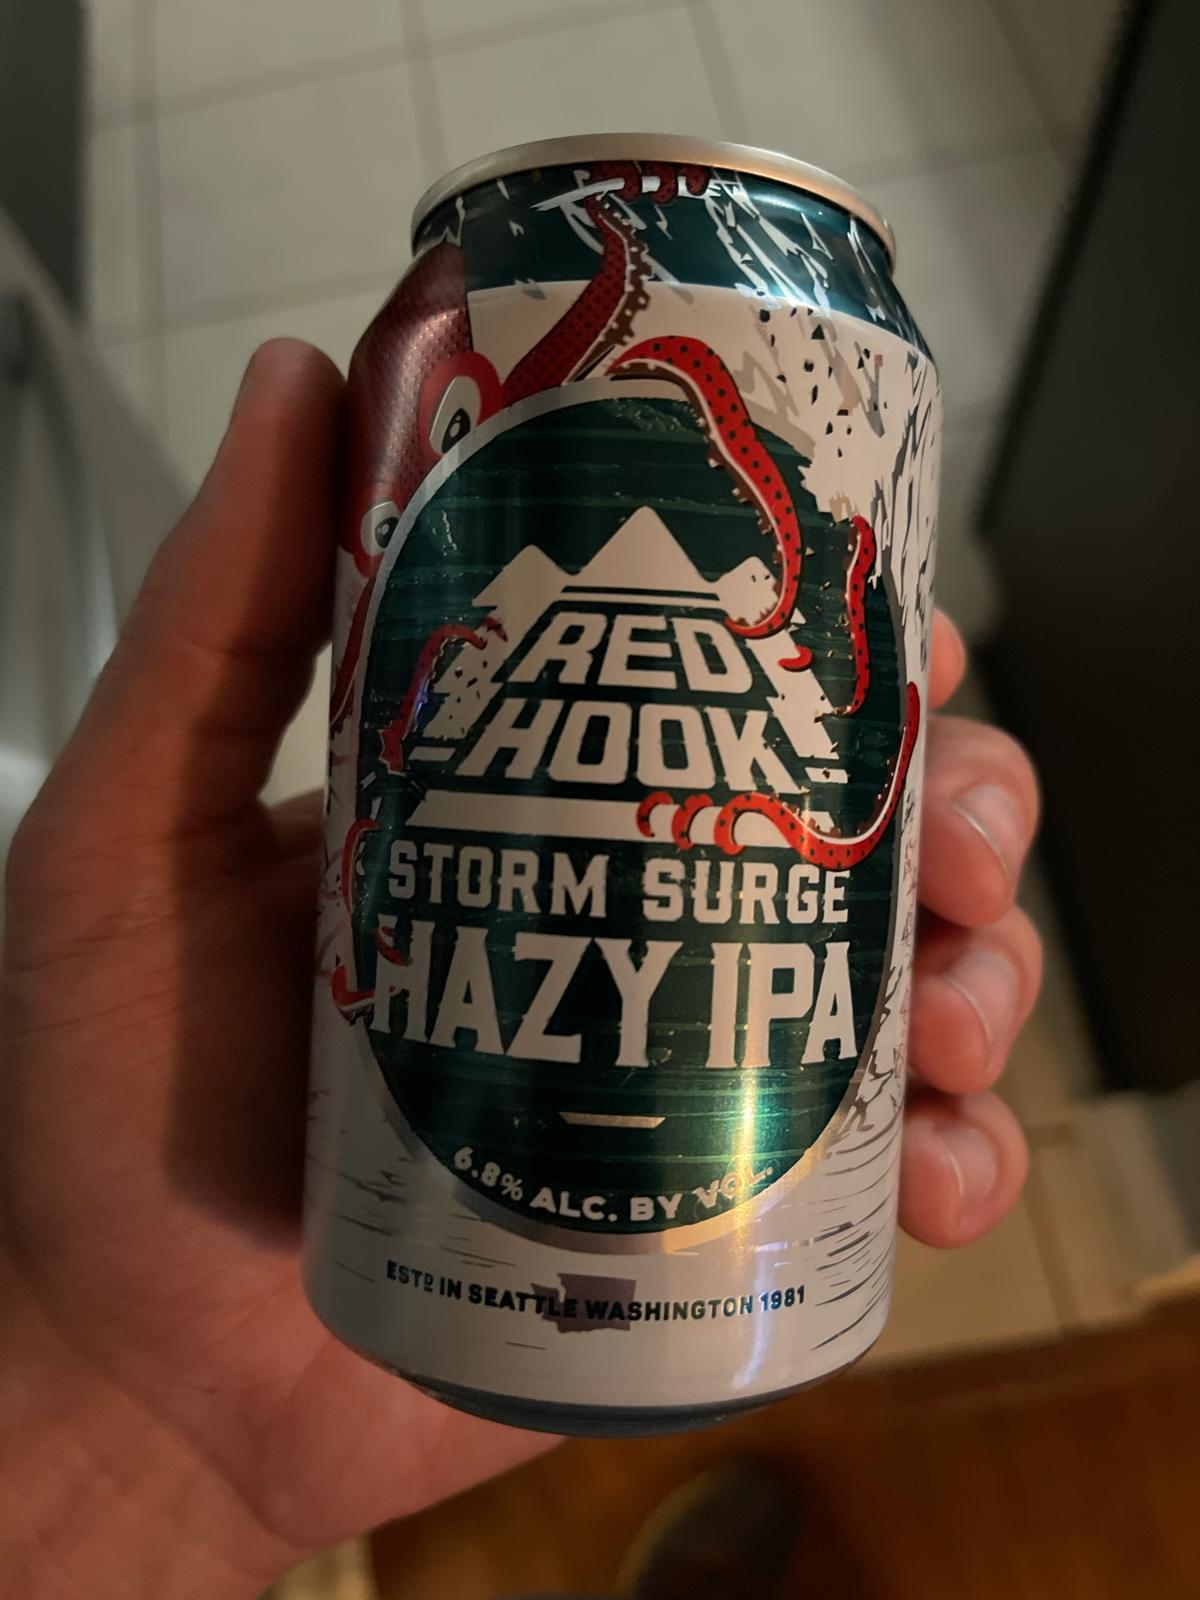 RED
HOOK
STORM SURGE
HAZY IPA
6.8% ALC. BY VOL.
ESTD IN SEATTLE WASHINGTON 1981